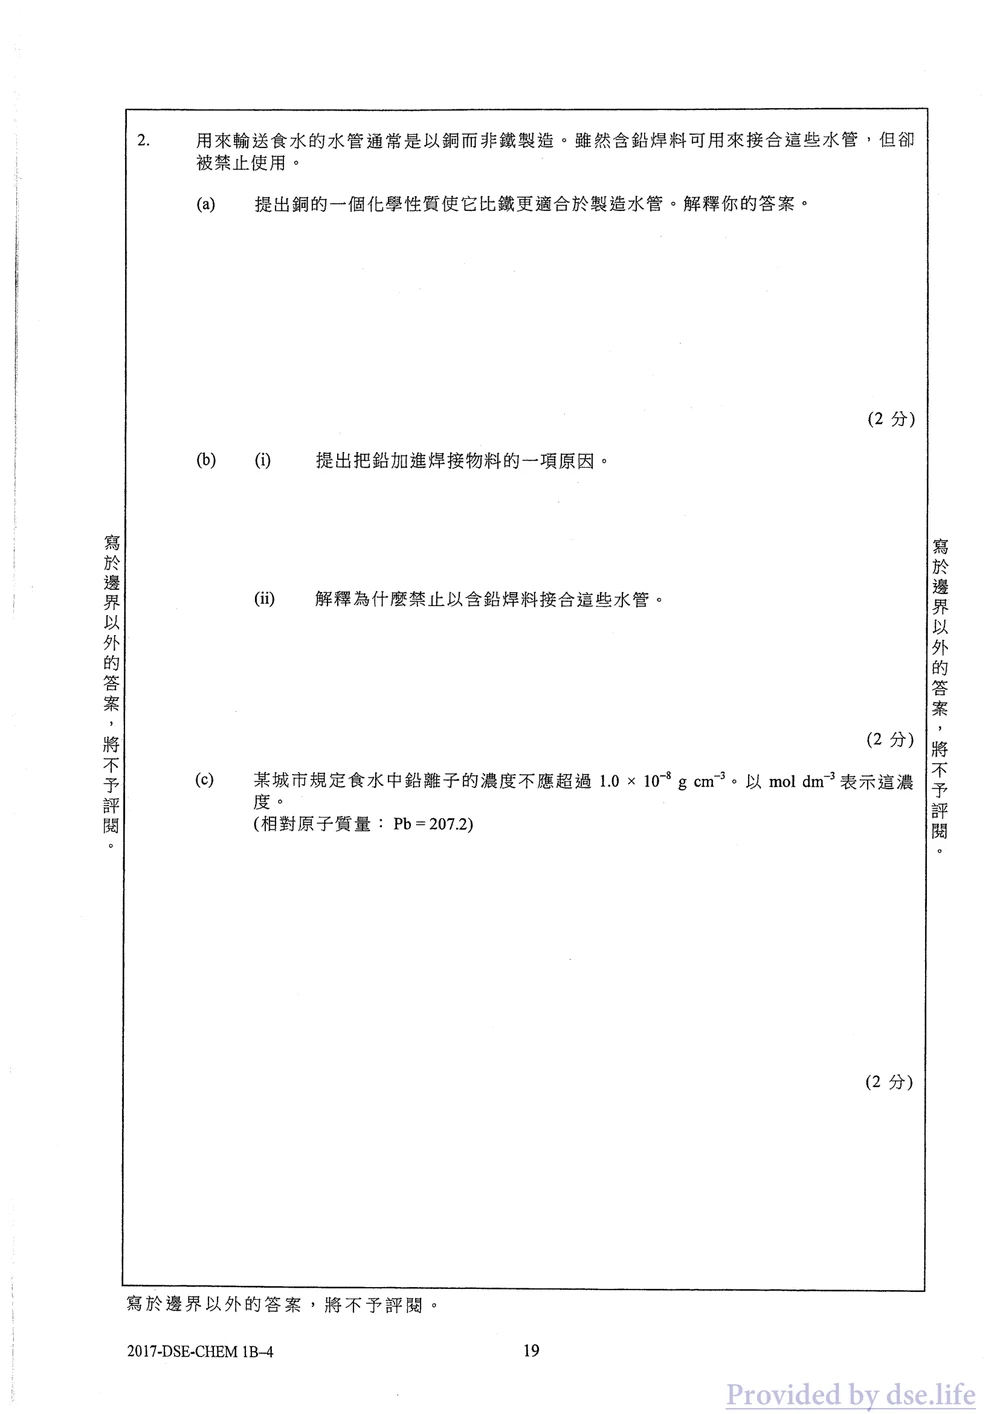 2. 用來輸送食水的水管通常是以銅而非鐵製造。雖然含鉛焊料可用來接合這些水管，但卻
被禁止使用。
(a) 提出銅的一個化學性質使它比鐵更適合於製造水管。解釋你的答案。
(2 分)
(b) (i) 提出把鉛加進焊接物料的一項原因。
(ii) 解釋為什麼禁止以含鉛焊料接合這些水管。
(2 分)
(c) 某城市規定食水中鉛離子的濃度不應超過 1.0 × 10⁻⁸ g cm⁻³。以 mol dm⁻³ 表示這濃
度。
(相對原子質量：Pb = 207.2)
(2 分)
寫於邊界以外的答案，將不予評閱。
寫於邊界以外的答案，將不予評閱。
寫於邊界以外的答案，將不予評閱。
2017-DSE-CHEM 1B–4
19
Provided by dse.life